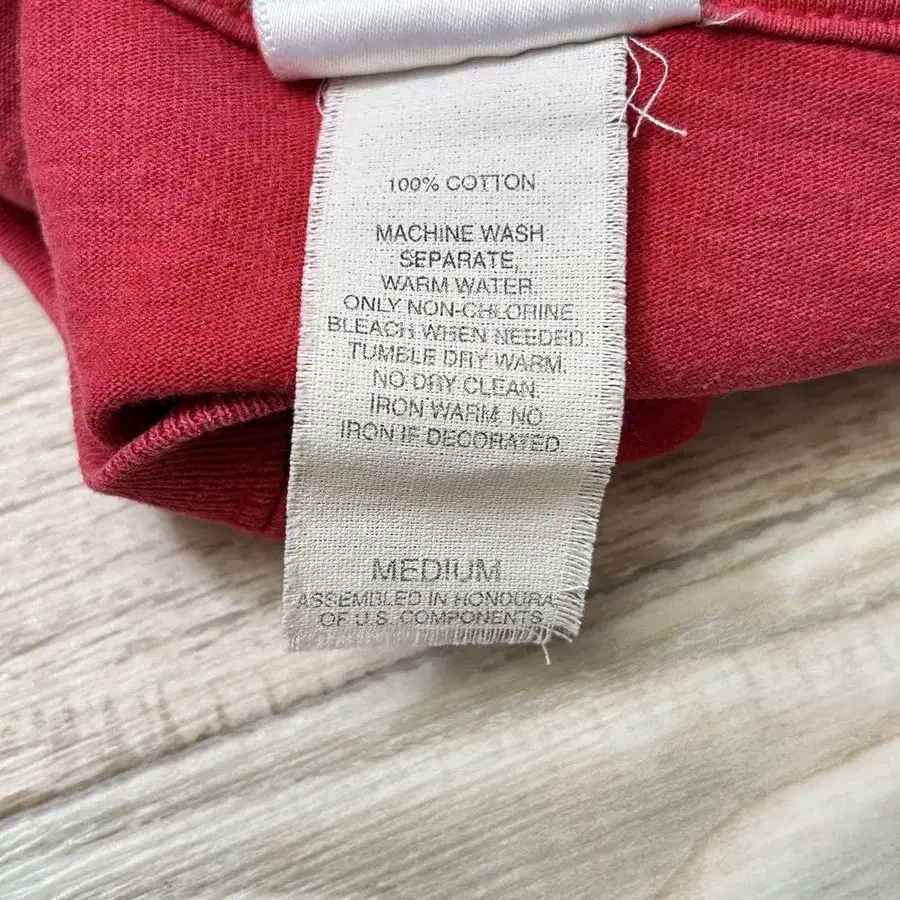 100% COTTON
MACHINE WASH
SEPARATE,
WARM WATER.
ONLY NON-CHLORINE
BLEACH WHEN NEEDED
TUMBLE DRY WARM.
NO DRY CLEAN.
IRON WARM. NO
IRON IF DECORATED.
MEDIUM
ASSEMBLED IN HONDURA
OF U.S. COMPONENTS